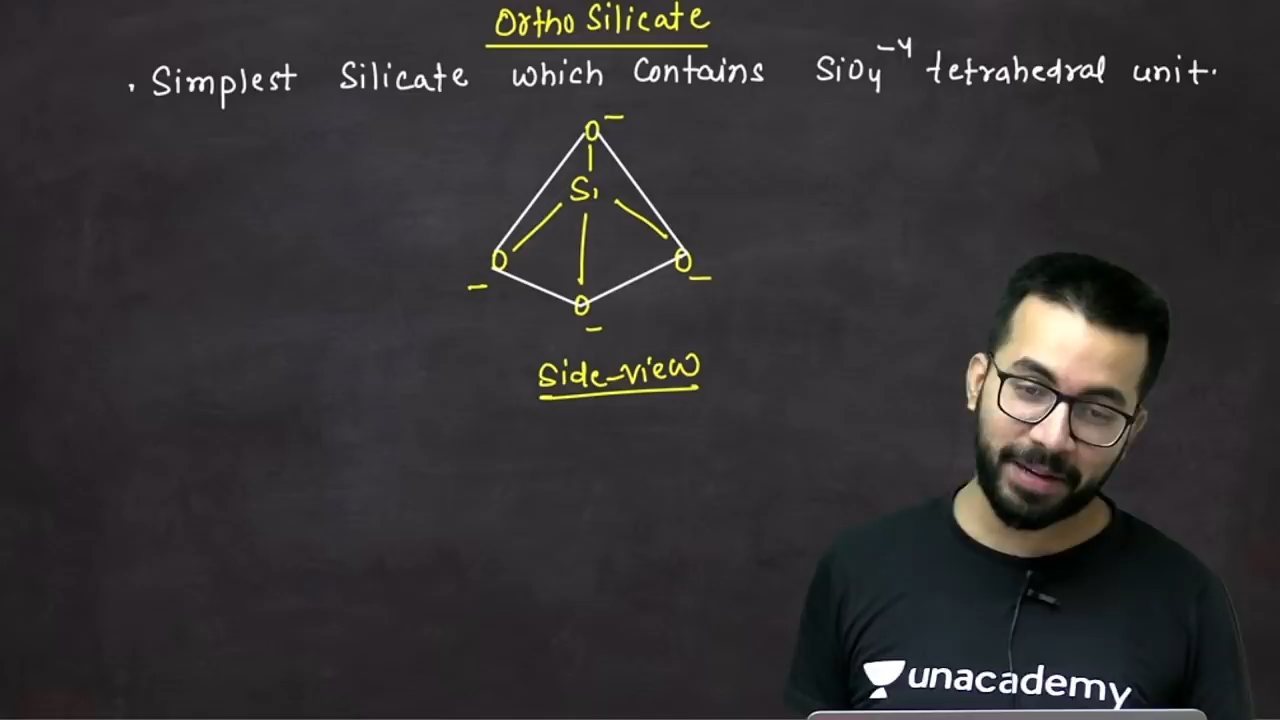 Ortho Silicate
. Simplest Silicate which Contains SiO₄⁻⁴ tetrahedral unit.
O⁻
Si
O O
− −
O
−
Side-view
unacademy